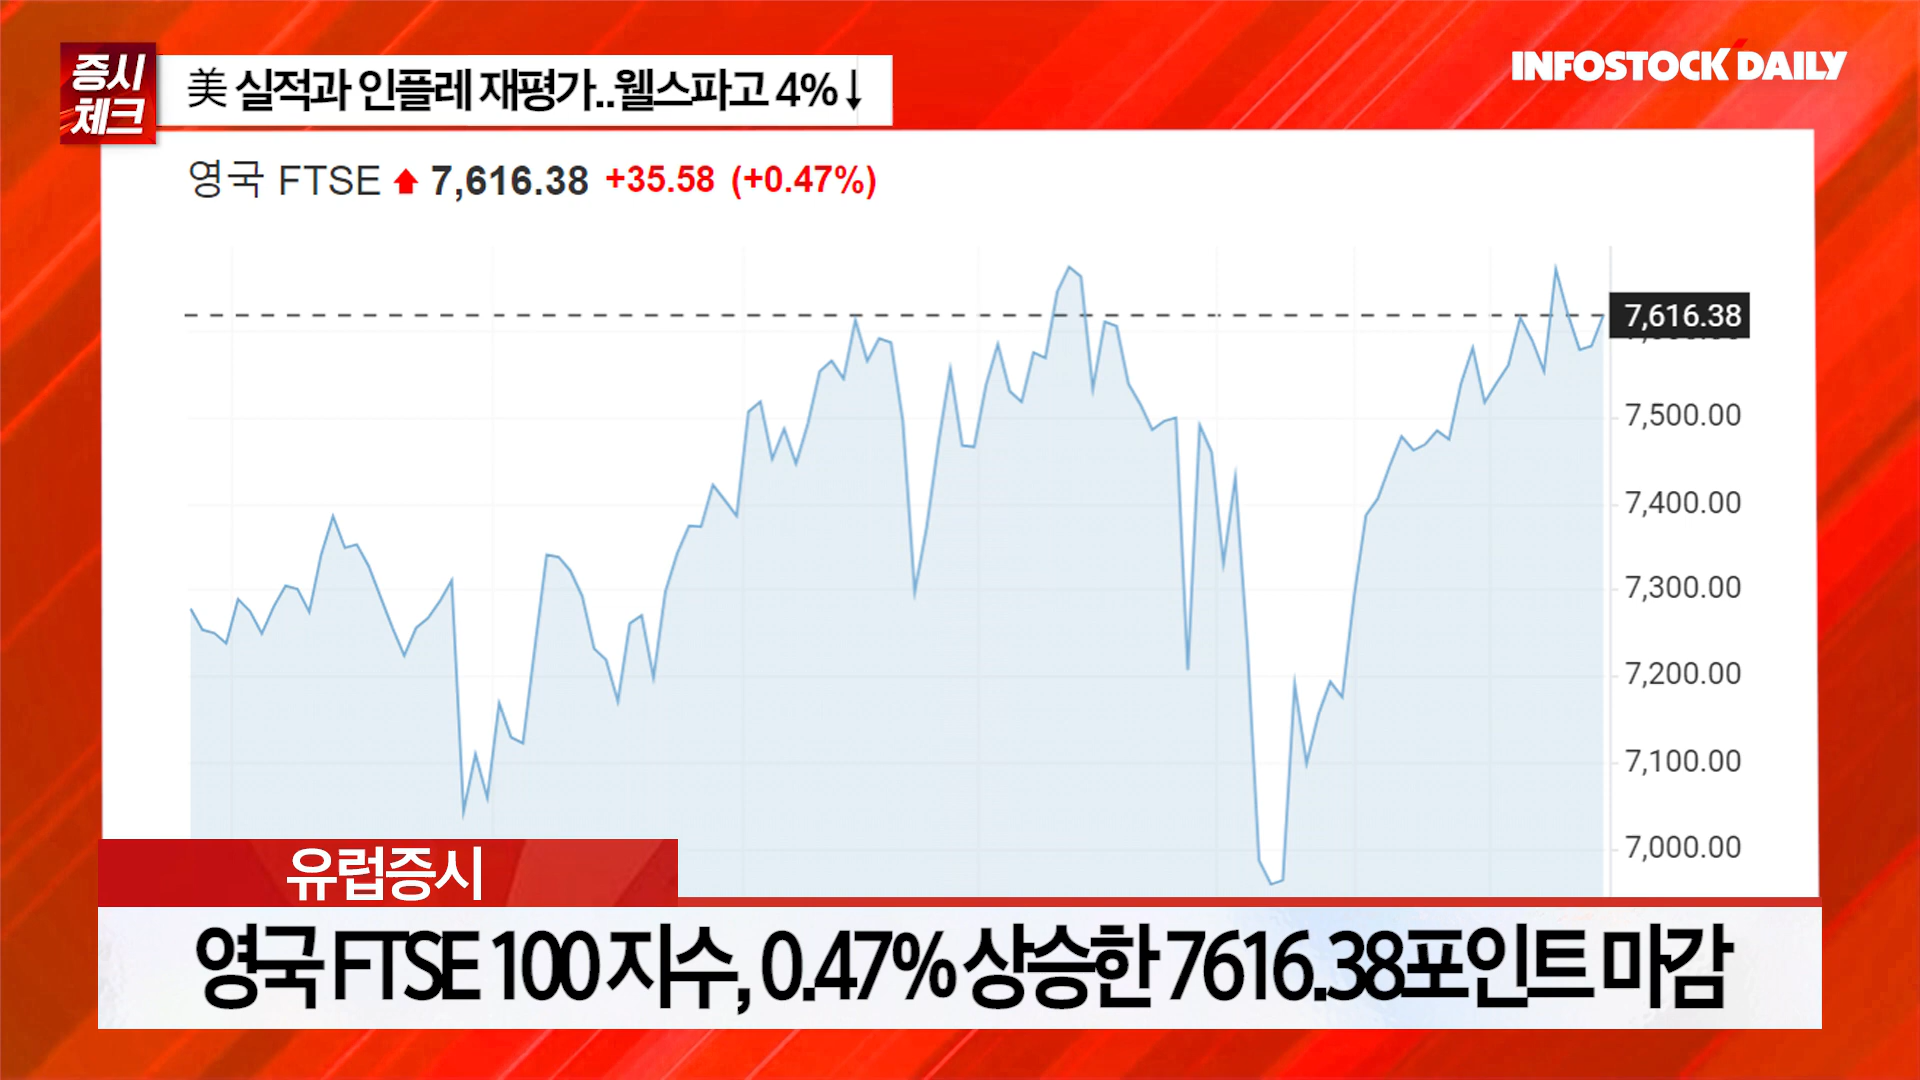 증시
체크
美 실적과 인플레 재평가..웰스파고 4%↓
INFOSTOCK DAILY
영국 FTSE 7,616.38 +35.58 (+0.47%)
7,616.38
7,500.00
7,400.00
7,300.00
7,200.00
7,100.00
7,000.00
유럽증시
영국 FTSE 100 지수, 0.47% 상승한 7616.38포인트 마감